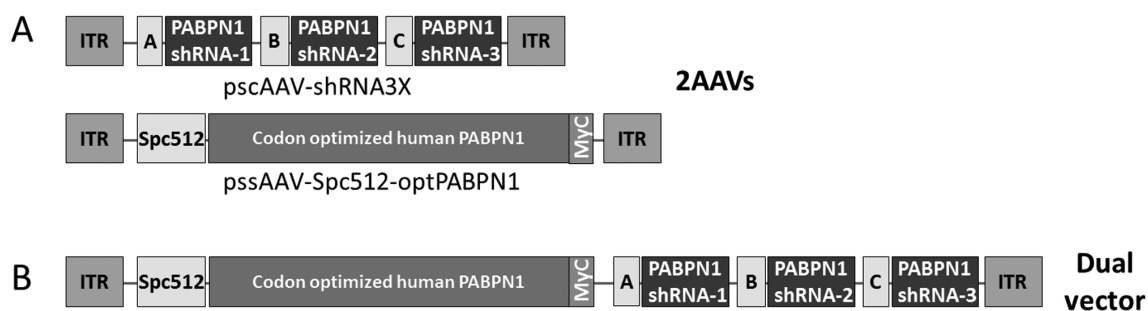 A
ITR A PABPN1 shRNA-1 B PABPN1 shRNA-2 C PABPN1 shRNA-3 ITR
pscAAV-shRNA3X
2AAVs
ITR Spc512 Codon optimized human PABPN1 MyC ITR
pssAAV-Spc512-optPABPN1
B
ITR Spc512 Codon optimized human PABPN1 MyC A PABPN1 shRNA-1 B PABPN1 shRNA-2 C PABPN1 shRNA-3 ITR
Dual
vector